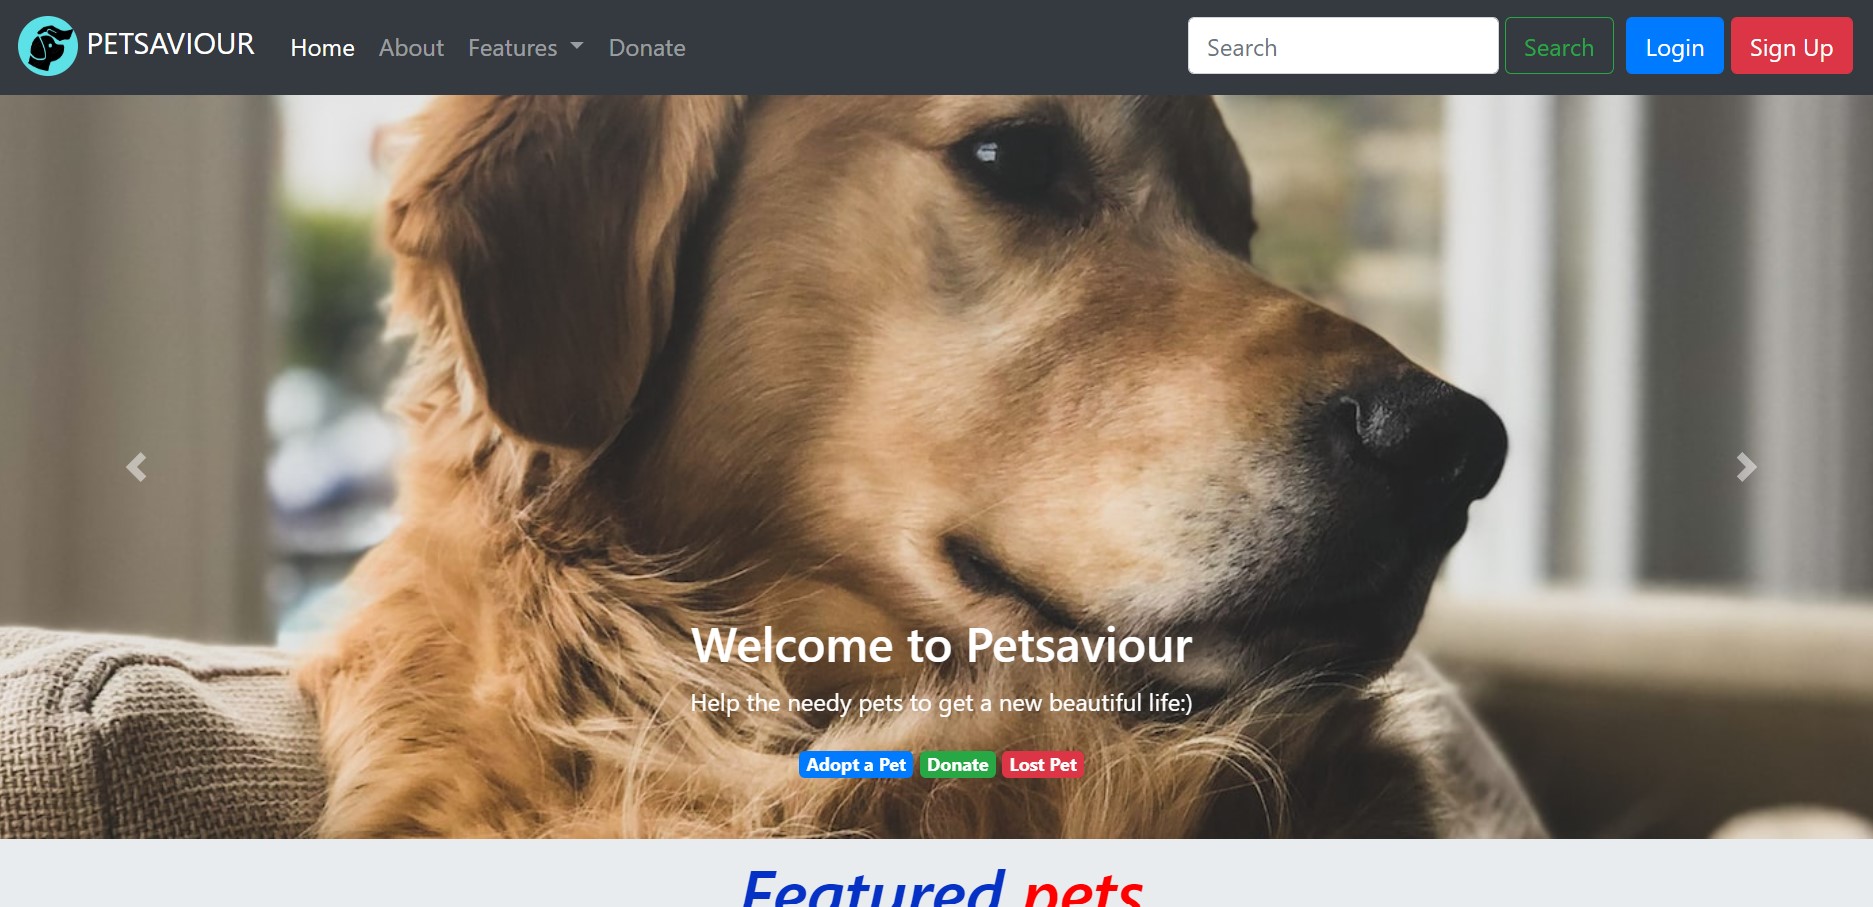 PETSAVIOUR Home About Features Donate Search Search Login Sign Up
Welcome to Petsaviour
Help the needy pets to get a new beautiful life:)
Adopt a Pet Donate Lost Pet
Featured pets